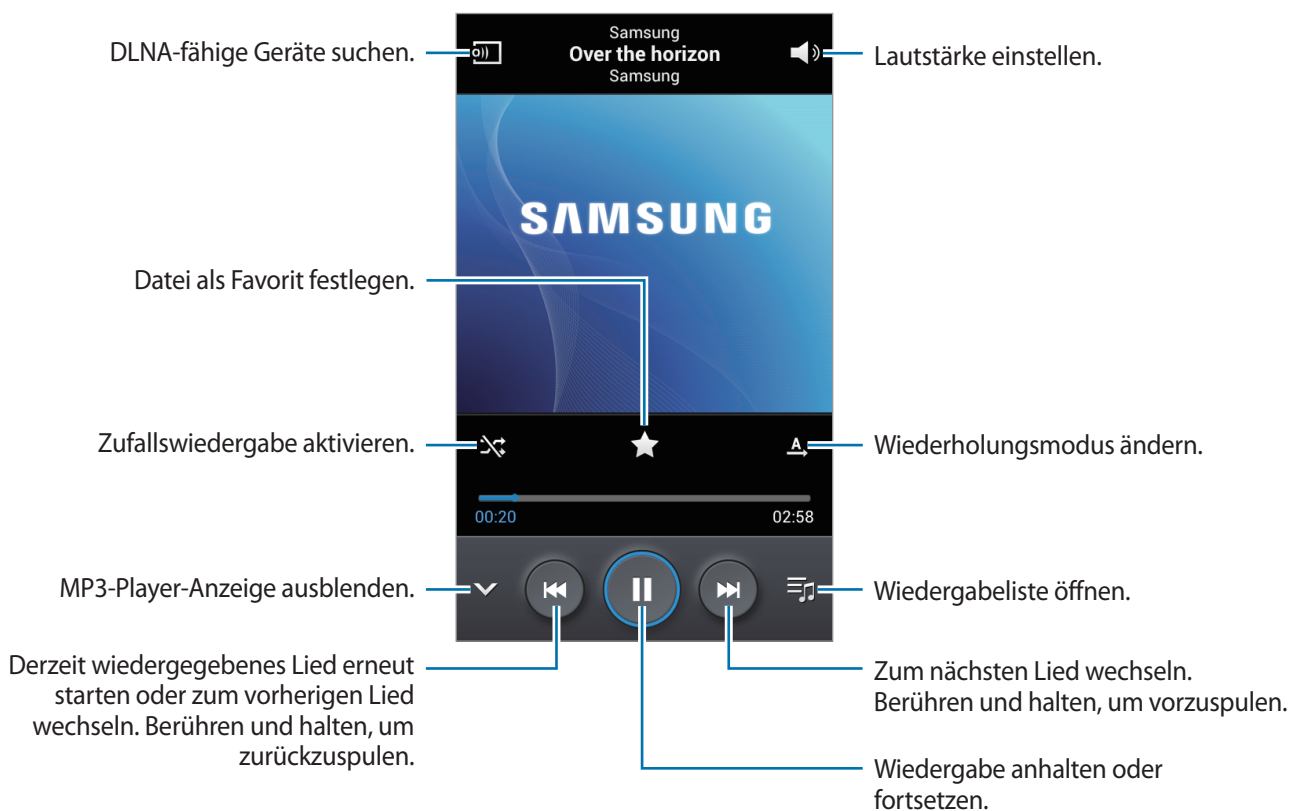 DLNA-fähige Geräte suchen.
Samsung
Over the horizon
Samsung
Lautstärke einstellen.
SAMSUNG
Datei als Favorit festlegen.
Zufallswiedergabe aktivieren.
A
Wiederholungsmodus ändern.
00:20
02:58
MP3-Player-Anzeige ausblenden.
Wiedergabeliste öffnen.
Derzeit wiedergegebenes Lied erneut
starten oder zum vorherigen Lied
wechseln. Berühren und halten, um
zurückzuspulen.
Zum nächsten Lied wechseln.
Berühren und halten, um vorzuspulen.
Wiedergabe anhalten oder
fortsetzen.